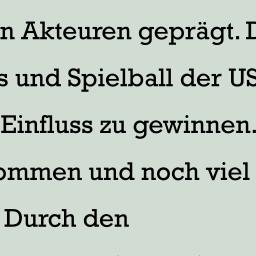 n Akteuren geprägt. D
s und Spielball der US
Einfluss zu gewinnen.
ommen und noch viel
Durch den